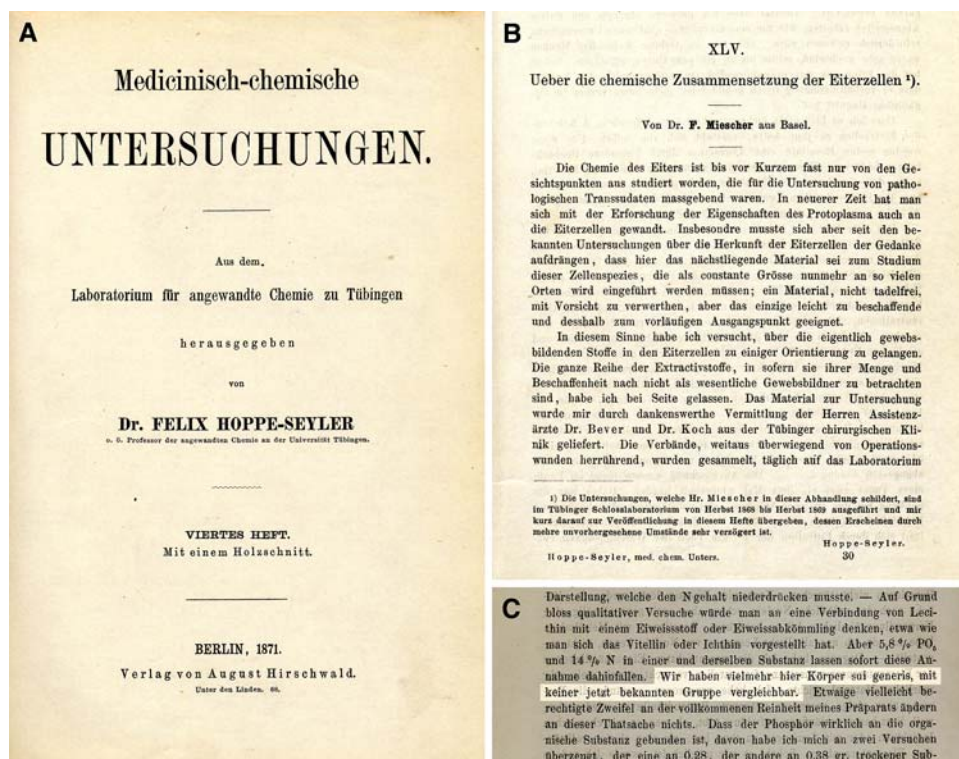 A
Medicinisch-chemische
UNTERSUCHUNGEN.
Aus dem.
Laboratorium für angewandte Chemie zu Tübingen
herausgegeben
von
Dr. FELIX HOPPE-SEYLER
o. ö. Professor der angewandten Chemie an der Universität Tübingen.
VIERTES HEFT.
Mit einem Holzschnitt.
BERLIN, 1871.
Verlag von August Hirschwald.
Unter den Linden. 68.
B
XLV.
Ueber die chemische Zusammensetzung der Eiterzellen ¹).
Von Dr. F. Miescher aus Basel.
Die Chemie des Eiters ist bis vor Kurzem fast nur von den Ge-
sichtspunkten aus studiert worden, die für die Untersuchung von patho-
logischen Transsudaten massgebend waren. In neuerer Zeit hat man
sich mit der Erforschung der Eigenschaften des Protoplasma auch an
die Eiterzellen gewandt. Insbesondre musste sich aber seit den be-
kannten Untersuchungen über die Herkunft der Eiterzellen der Gedanke
aufdrängen, dass hier das nächstliegende Material sei zum Studium
dieser Zellenspezies, die als constante Grösse nunmehr an so vielen
Orten wird eingeführt werden müssen; ein Material, nicht tadelfrei,
mit Vorsicht zu verwerthen, aber das einzige leicht zu beschaffende
und desshalb zum vorläufigen Ausgangspunkt geeignet.
In diesem Sinne habe ich versucht, über die eigentlich gewebs-
bildenden Stoffe in den Eiterzellen zu einiger Orientierung zu gelangen.
Die ganze Reihe der Extractivstoffe, in sofern sie ihrer Menge und
Beschaffenheit nach nicht als wesentliche Gewebsbildner zu betrachten
sind, habe ich bei Seite gelassen. Das Material zur Untersuchung
wurde mir durch dankenswerthe Vermittlung der Herren Assistenz-
ärzte Dr. Bever und Dr. Koch aus der Tübinger chirurgischen Kli-
nik geliefert. Die Verbände, weitaus überwiegend von Operations-
wunden herrührend, wurden gesammelt, täglich auf das Laboratorium
1) Die Untersuchungen, welche Hr. Miescher in dieser Abhandlung schildert, sind
im Tübinger Schlosslaboratorium von Herbst 1868 bis Herbst 1869 ausgeführt und mir
kurz darauf zur Veröffentlichung in diesem Hefte übergeben, dessen Erscheinen durch
mehre unvorhergesehene Umstände sehr verzögert ist.
Hoppe-Seyler.
Hoppe-Seyler, med. chem. Unters. 30
C
Darstellung, welche den N gehalt niederdrücken musste. — Auf Grund
bloss qualitativer Versuche würde man an eine Verbindung von Leci-
thin mit einem Eiweissstoff oder Eiweissabkömmling denken, etwa wie
man sich das Vitellin oder Ichthin vorgestellt hat. Aber 5,8 % PO₅
und 14 % N in einer und derselben Substanz lassen sofort diese An-
nahme dahinfallen. Wir haben vielmehr hier Körper sui generis, mit
keiner jetzt bekannten Gruppe vergleichbar. Etwaige vielleicht be-
rechtigte Zweifel an der vollkommenen Reinheit meines Präparats ändern
an dieser Thatsache nichts. Dass der Phosphor wirklich an die orga-
nische Substanz gebunden ist, davon habe ich mich an zwei Versuchen
überzeugt, der eine an 0,28, der andere an 0,38 gr. trockener Sub-